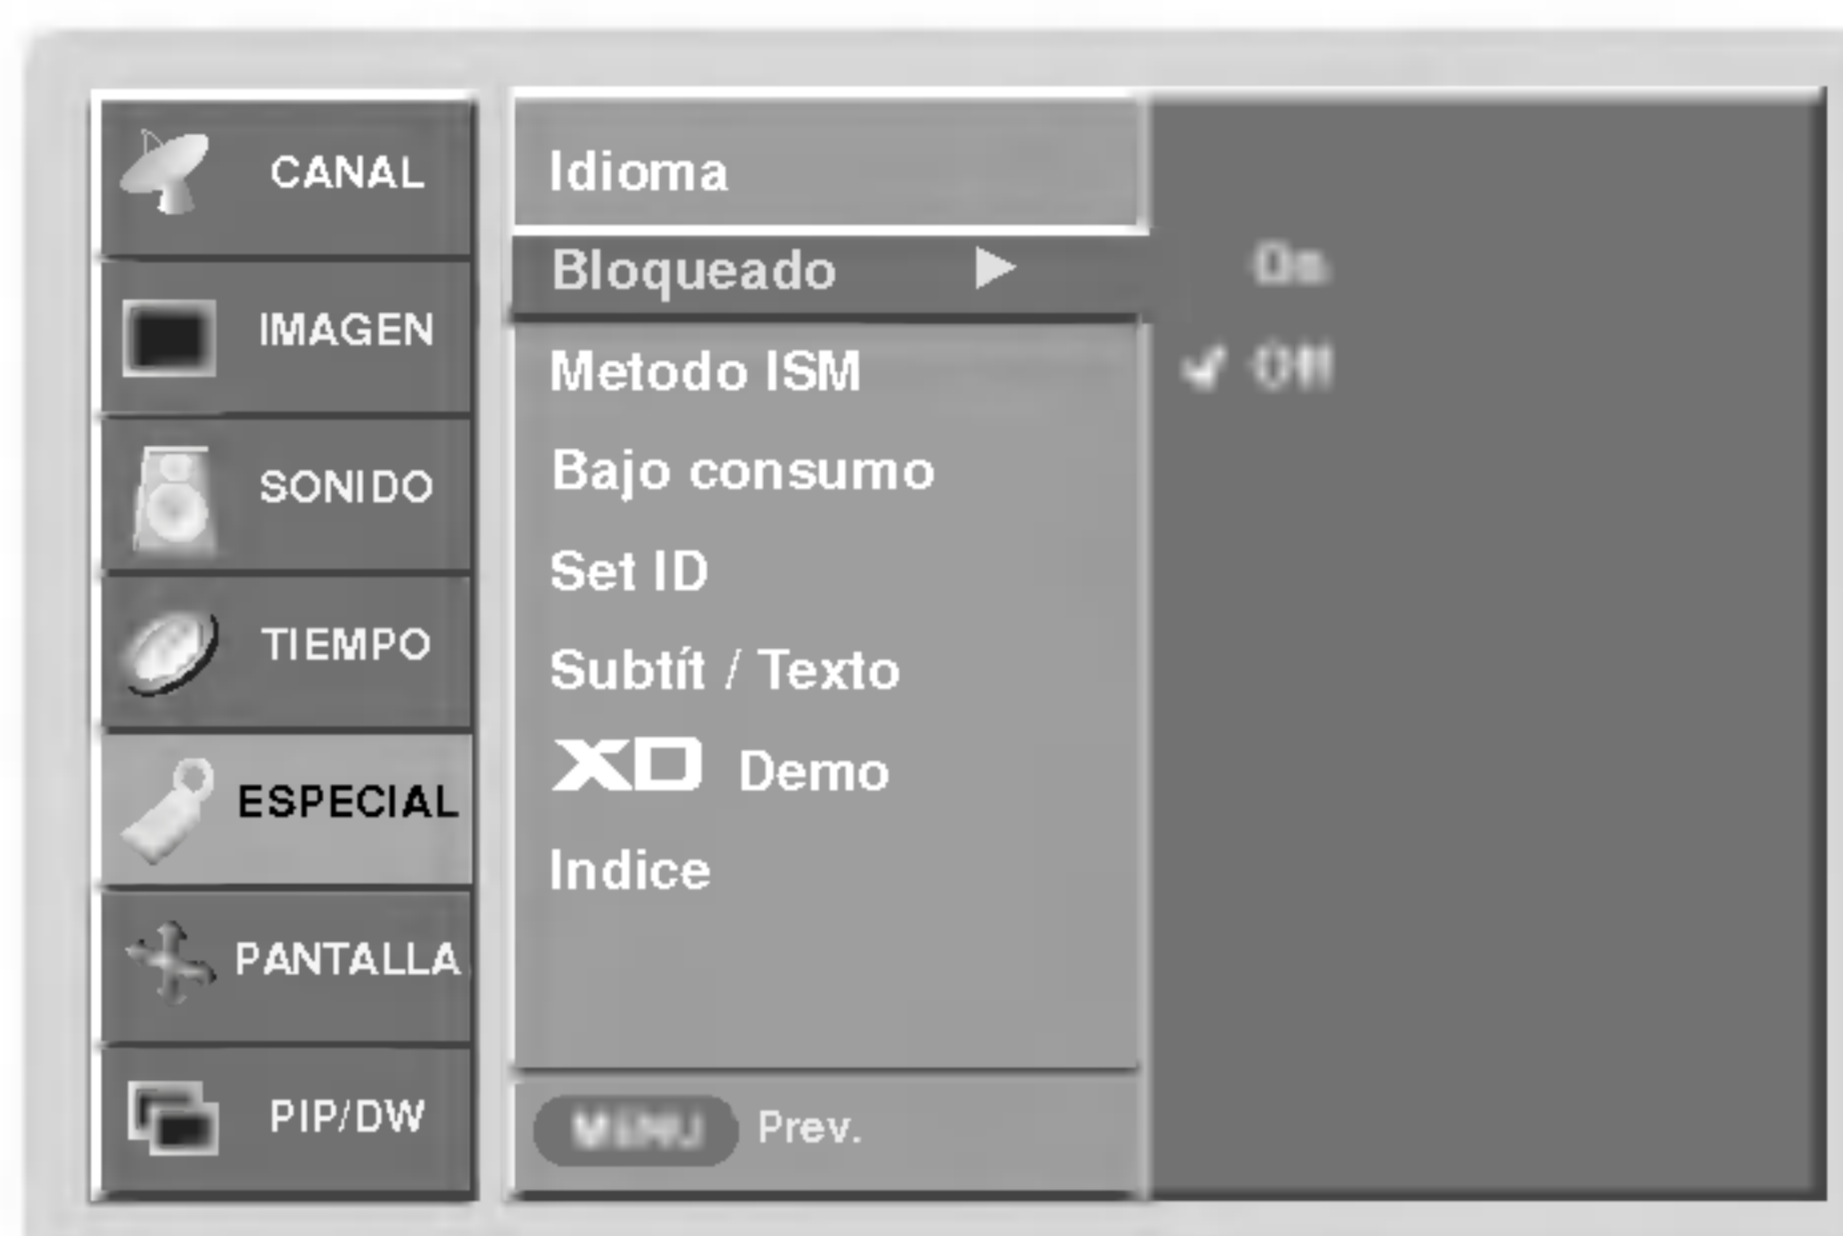 CANAL
IMAGEN
SONIDO
TIEMPO
ESPECIAL
PANTALLA
PIP/DW
Idioma
Bloqueado
Metodo ISM
Bajo consumo
Set ID
Subtít / Texto
XD Demo
Indice
MENU Prev.
On
Off